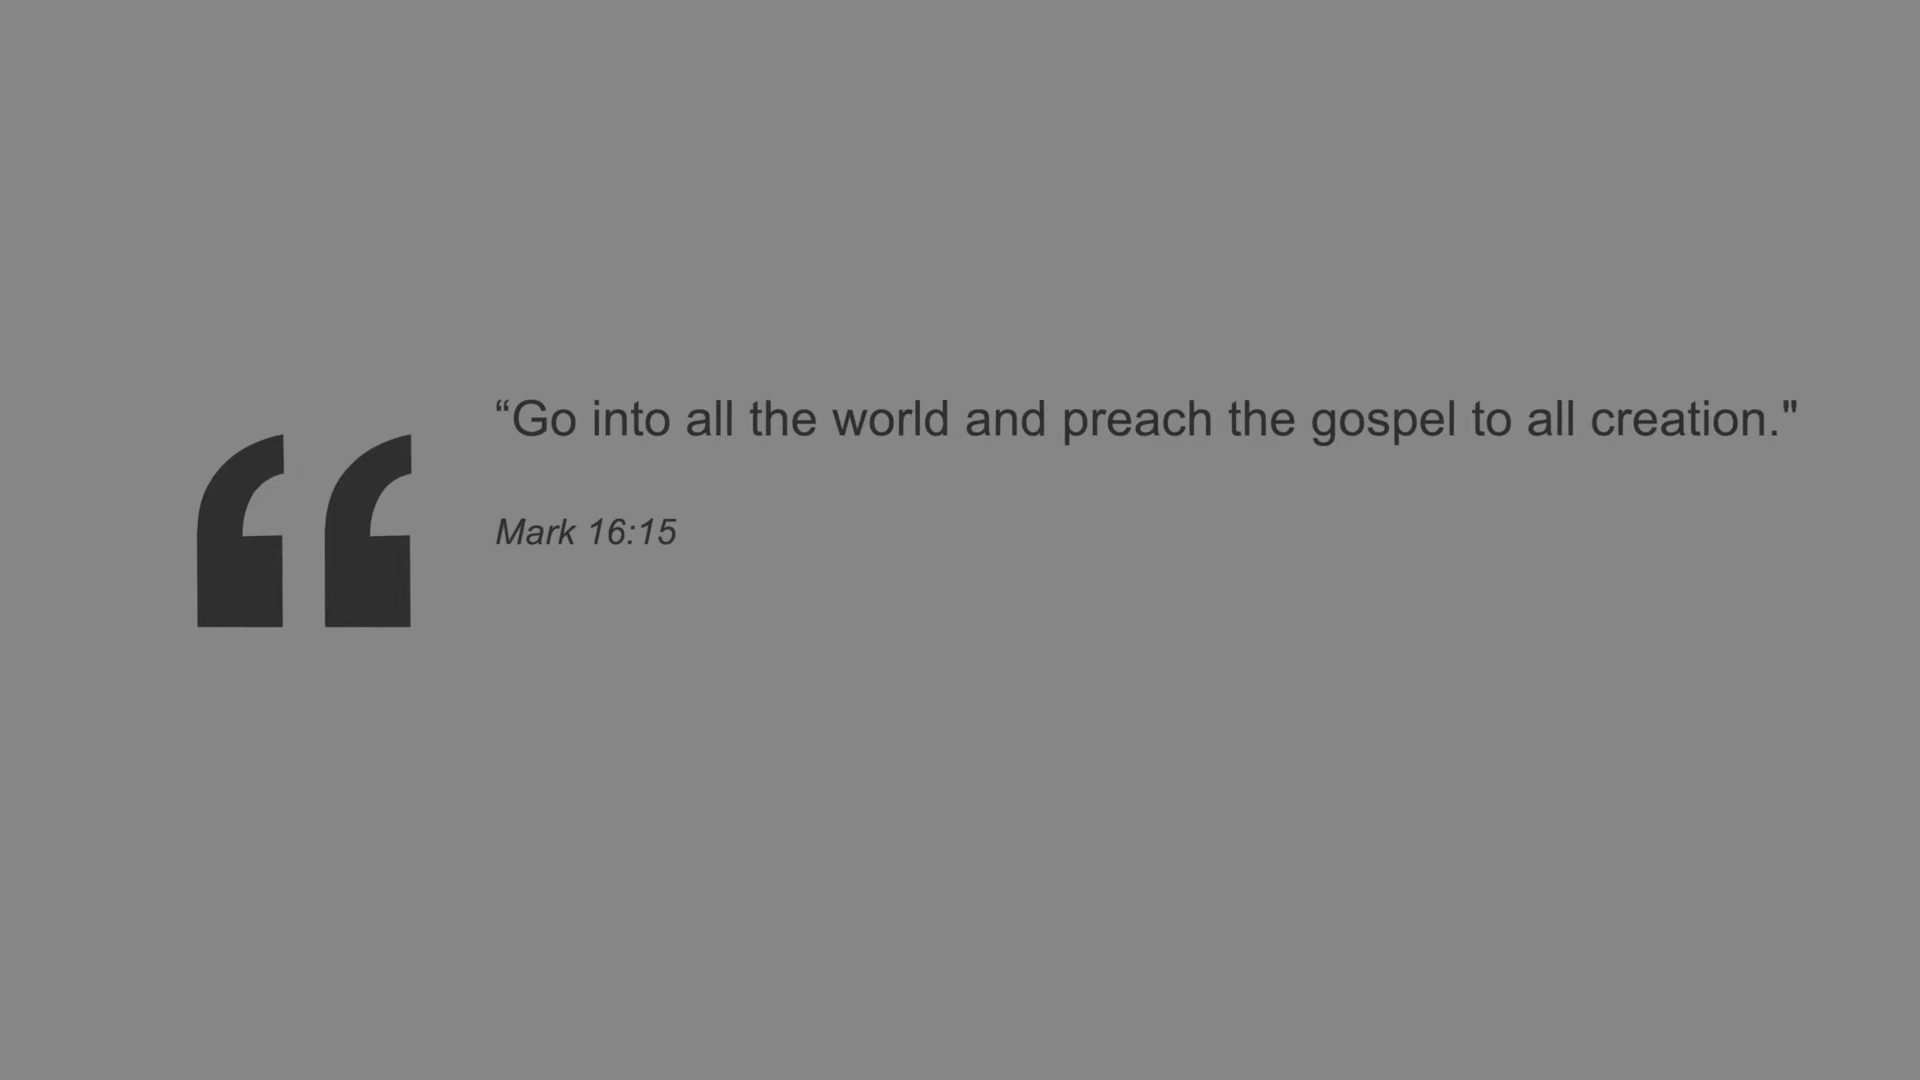 “Go into all the world and preach the gospel to all creation."
Mark 16:15